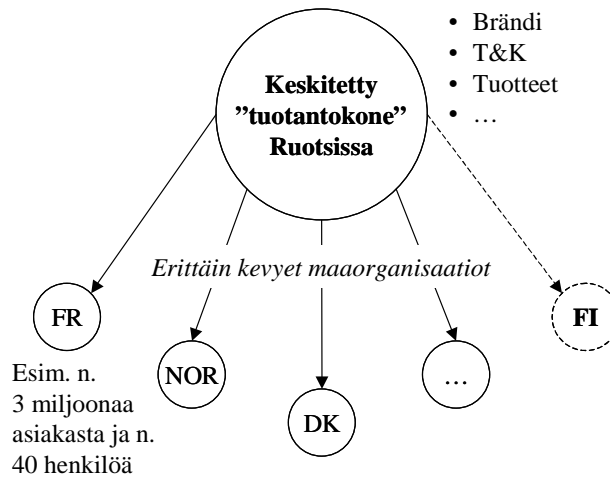 Keskitetty
”tuotantokone”
Ruotsissa
• Brändi
• T&K
• Tuotteet
• …
Erittäin kevyet maaorganisaatiot
FR
NOR
DK
…
FI
Esim. n.
3 miljoonaa
asiakasta ja n.
40 henkilöä